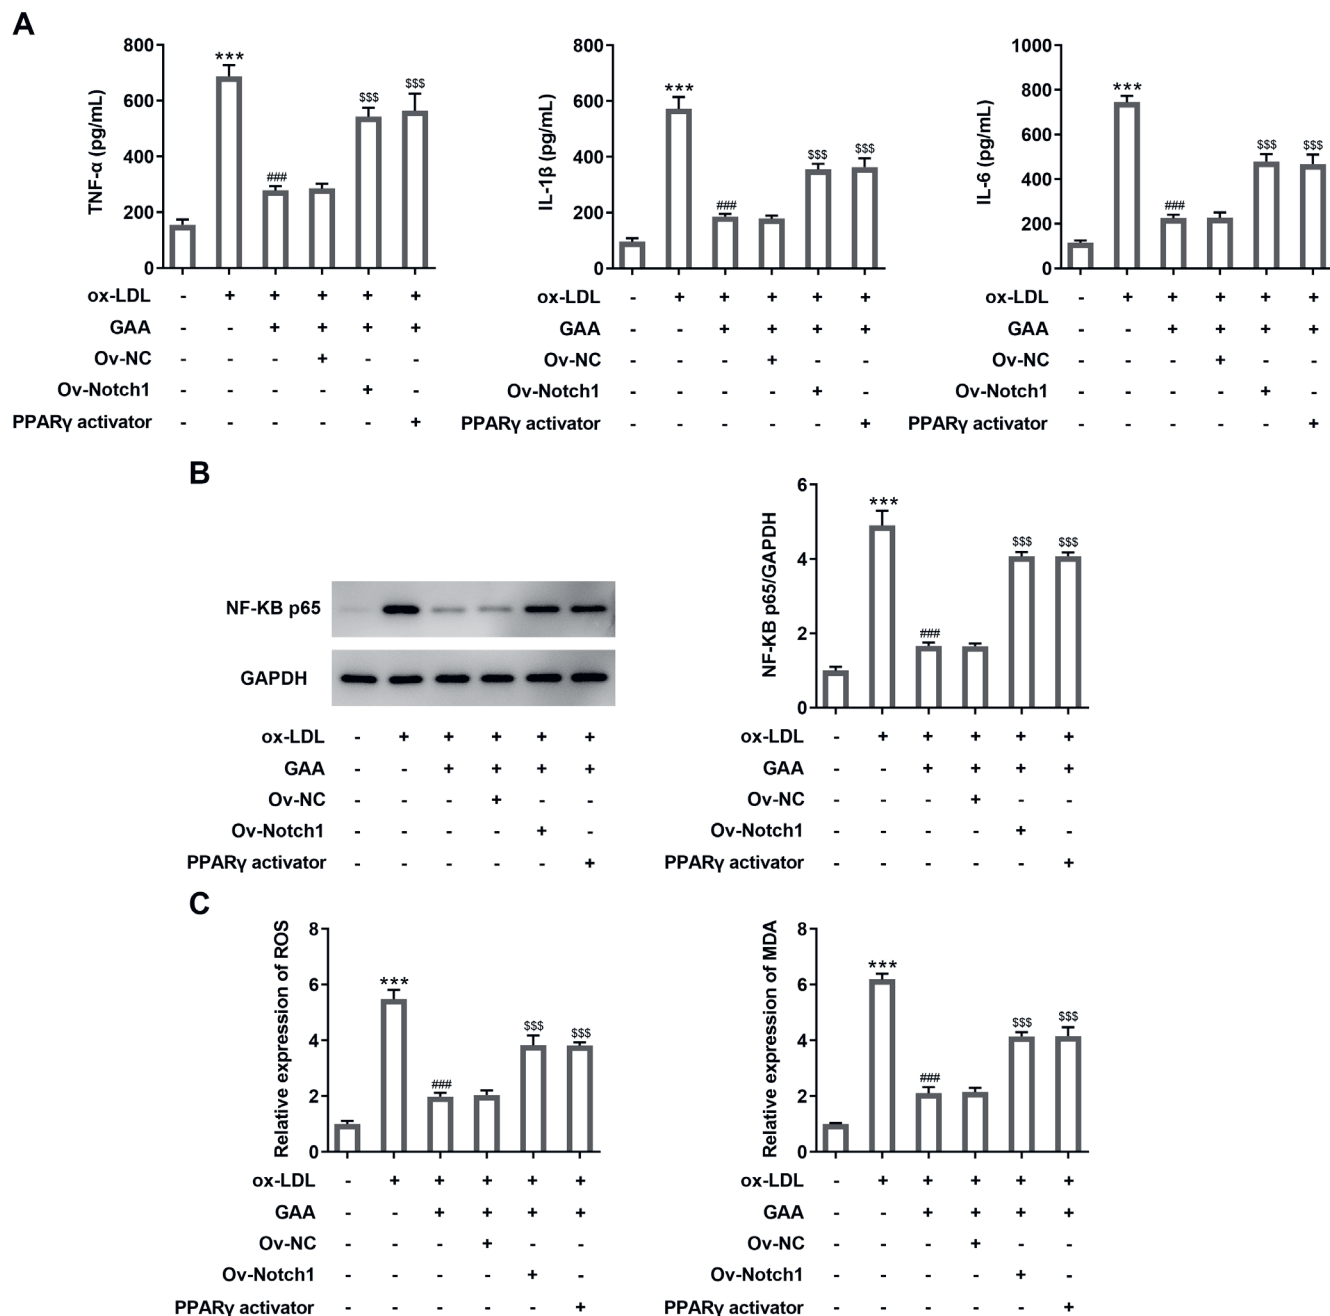 A
TNF-α (pg/mL)
800
600
400
200
0
***
###
$$$
$$$
ox-LDL - + + + + +
GAA - - + + + +
Ov-NC - - - + - -
Ov-Notch1 - - - - + -
PPARγ activator - - - - - +
IL-1β (pg/mL)
800
600
400
200
0
***
###
$$$
$$$
ox-LDL - + + + + +
GAA - - + + + +
Ov-NC - - - + - -
Ov-Notch1 - - - - + -
PPARγ activator - - - - - +
IL-6 (pg/mL)
1000
800
600
400
200
0
***
###
$$$
$$$
ox-LDL - + + + + +
GAA - - + + + +
Ov-NC - - - + - -
Ov-Notch1 - - - - + -
PPARγ activator - - - - - +
B
NF-KB p65
GAPDH
ox-LDL - + + + + +
GAA - - + + + +
Ov-NC - - - + - -
Ov-Notch1 - - - - + -
PPARγ activator - - - - - +
NF-KB p65/GAPDH
6
4
2
0
***
###
$$$
$$$
ox-LDL - + + + + +
GAA - - + + + +
Ov-NC - - - + - -
Ov-Notch1 - - - - + -
PPARγ activator - - - - - +
C
Relative expression of ROS
8
6
4
2
0
***
###
$$$
$$$
ox-LDL - + + + + +
GAA - - + + + +
Ov-NC - - - + - -
Ov-Notch1 - - - - + -
PPARγ activator - - - - - +
Relative expression of MDA
8
6
4
2
0
***
###
$$$
$$$
ox-LDL - + + + + +
GAA - - + + + +
Ov-NC - - - + - -
Ov-Notch1 - - - - + -
PPARγ activator - - - - - +